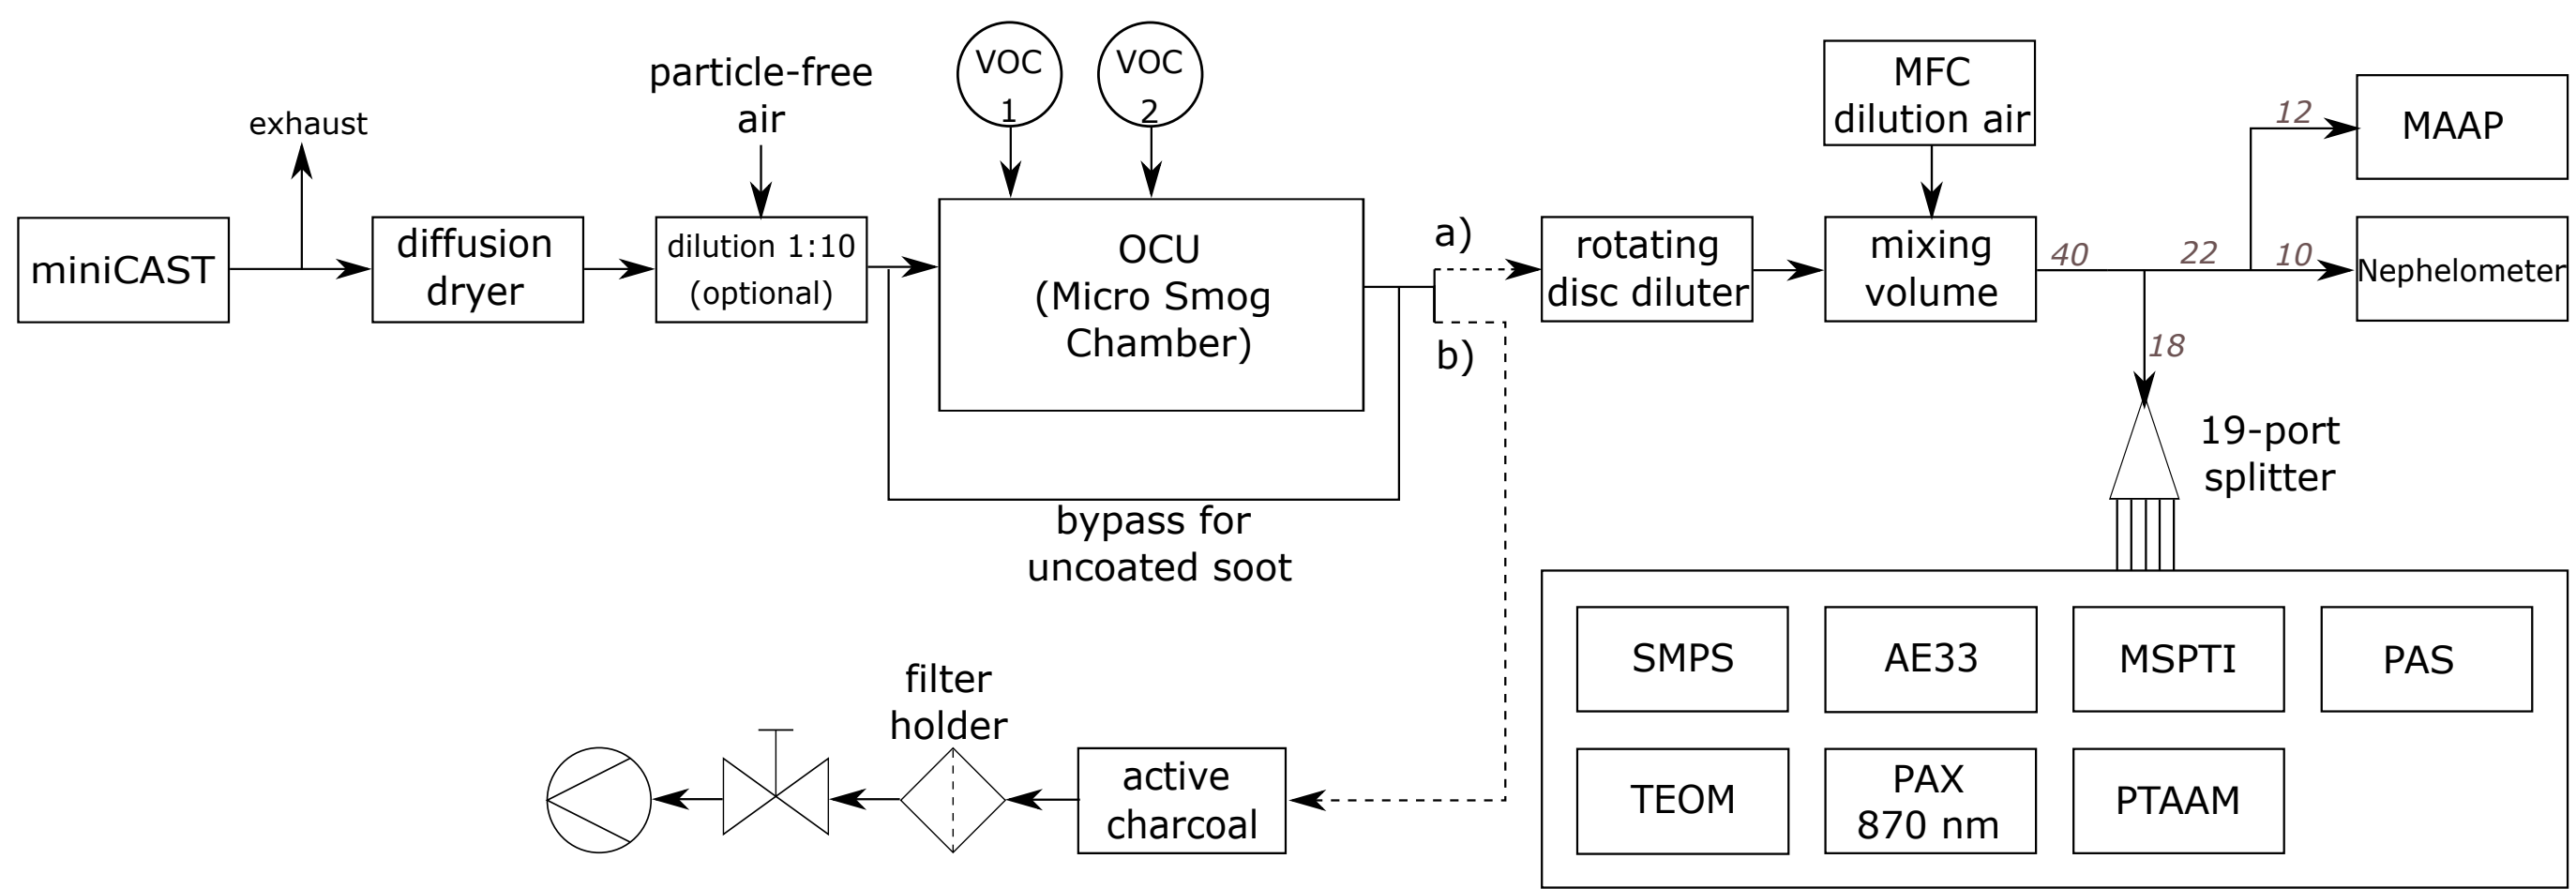 exhaust
miniCAST
diffusion
dryer
particle-free
air
dilution 1:10
(optional)
VOC
1
VOC
2
OCU
(Micro Smog
Chamber)
bypass for
uncoated soot
a)
b)
rotating
disc diluter
MFC
dilution air
mixing
volume
40
22
12
10
18
MAAP
Nephelometer
19-port
splitter
SMPS
AE33
MSPTI
PAS
TEOM
PAX
870 nm
PTAAM
filter
holder
active
charcoal